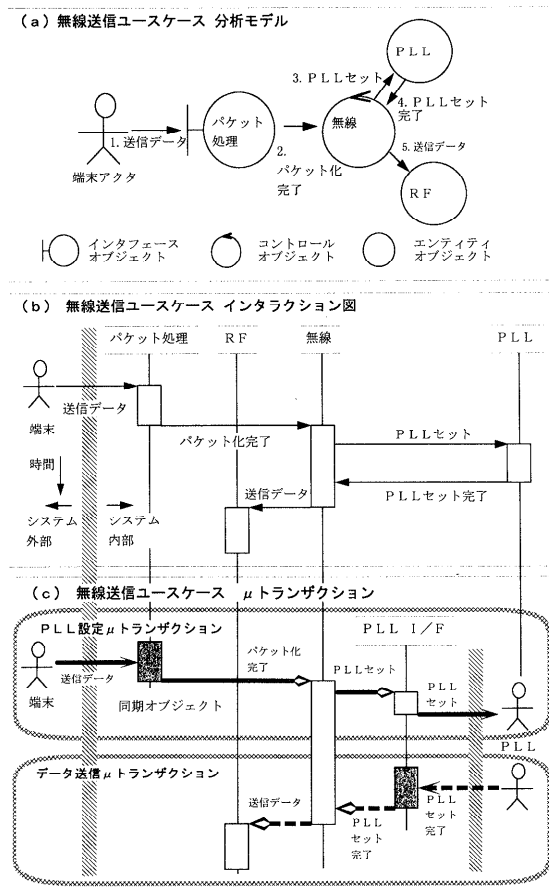 (a) 無線送信ユースケース 分析モデル
PLL
3. PLLセット
4. PLLセット
完了
パケット
処理
無線
1. 送信データ
2.
パケット化
完了
5. 送信データ
端末アクタ
RF
インタフェース
オブジェクト
コントロール
オブジェクト
エンティティ
オブジェクト
(b) 無線送信ユースケース インタラクション図
パケット処理
RF
無線
PLL
送信データ
端末
パケット化完了
PLLセット
時間
送信データ
PLLセット完了
システム
外部
システム
内部
(c) 無線送信ユースケース μトランザクション
PLL設定μトランザクション
PLL I/F
パケット化
完了
PLLセット
送信データ
端末
同期オブジェクト
PLL
セット
PLL
データ送信μトランザクション
送信データ
PLL
セット
完了
PLL
セット
完了